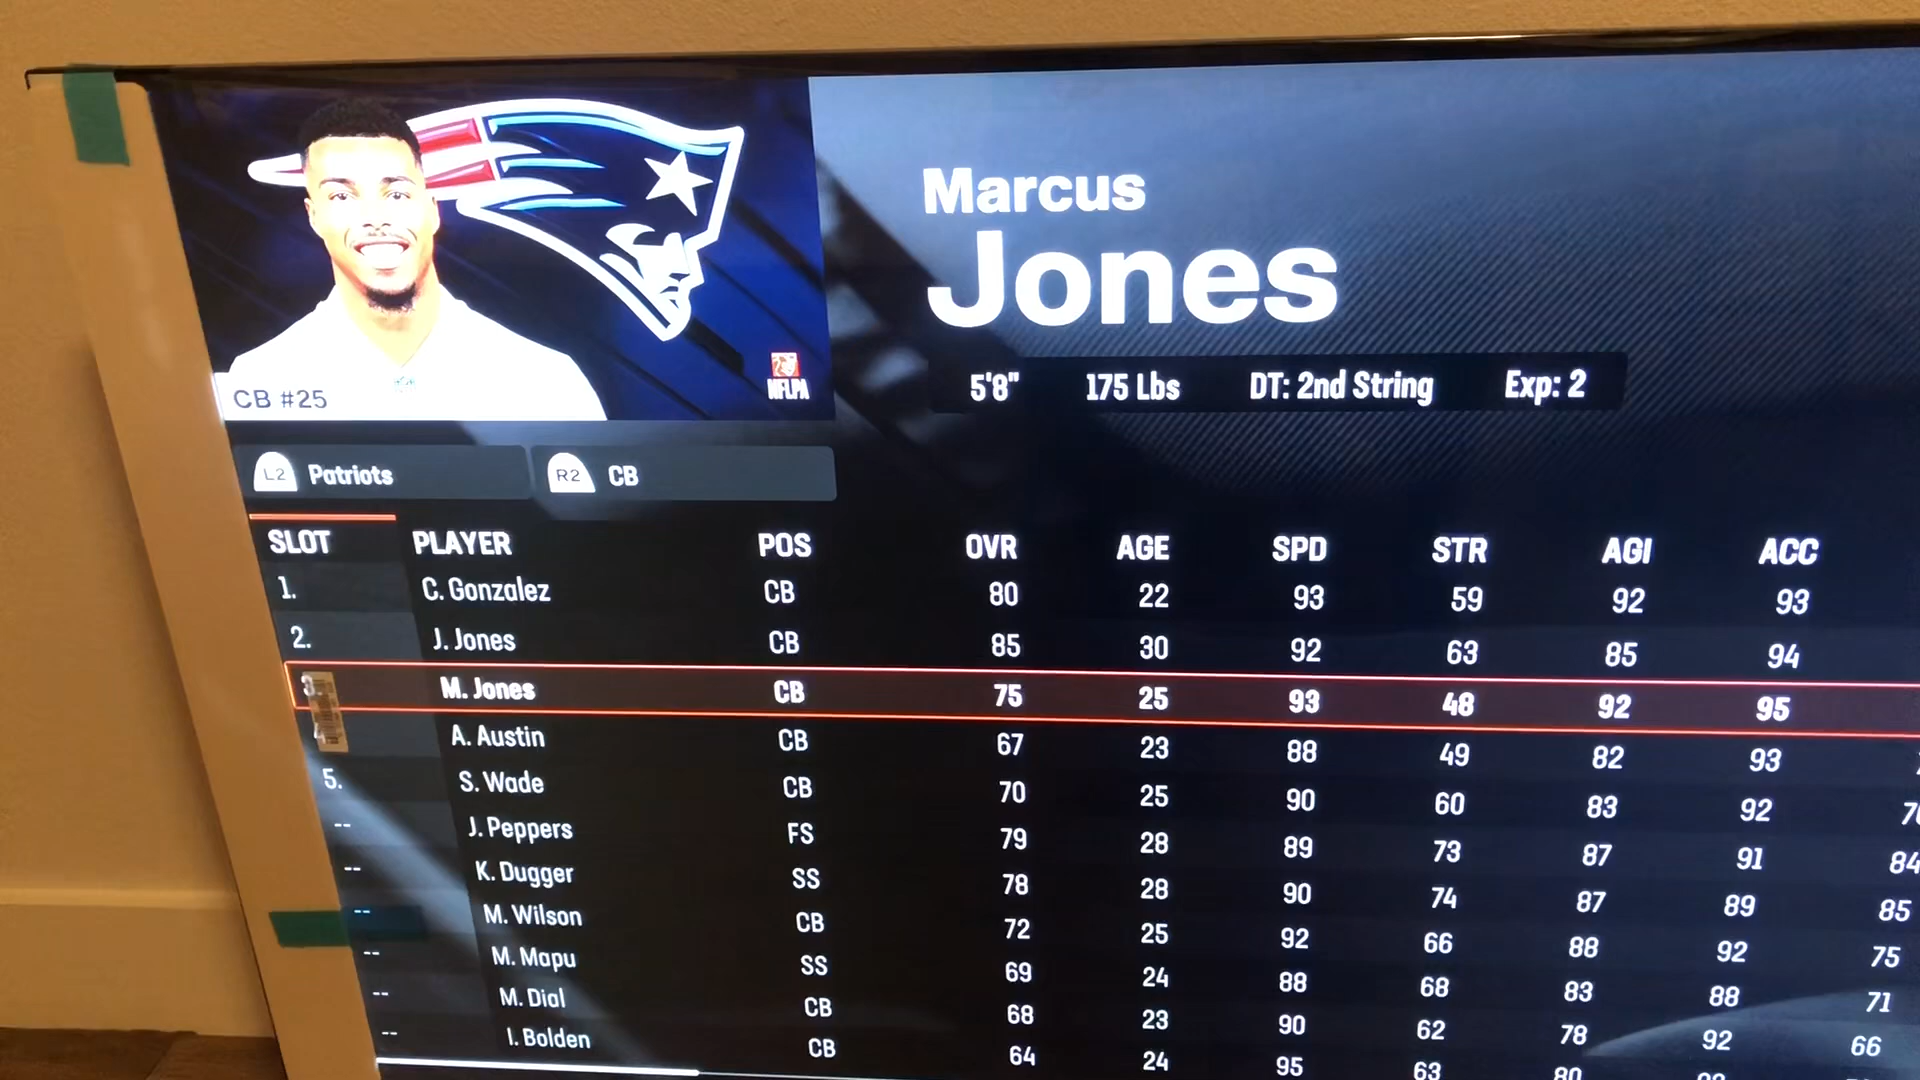 Marcus
Jones
CB #25
NFLPA
5'8" 175 Lbs DT: 2nd String Exp: 2
L2 Patriots R2 CB
SLOT PLAYER POS OVR AGE SPD STR AGI ACC
1. C. Gonzalez CB 80 22 93 59 92 93
2. J. Jones CB 85 30 92 63 85 94
3. M. Jones CB 75 25 93 48 92 95
A. Austin CB 67 23 88 49 82 93
5. S. Wade CB 70 25 90 60 83 92
-- J. Peppers FS 79 28 89 73 87 91 84
-- K. Dugger SS 78 28 90 74 87 89 85
-- M. Wilson CB 72 25 92 66 88 92 75
-- M. Mapu SS 69 24 88 68 83 88 71
-- M. Dial CB 68 23 90 62 78 92 66
-- I. Bolden CB 64 24 95 63 80